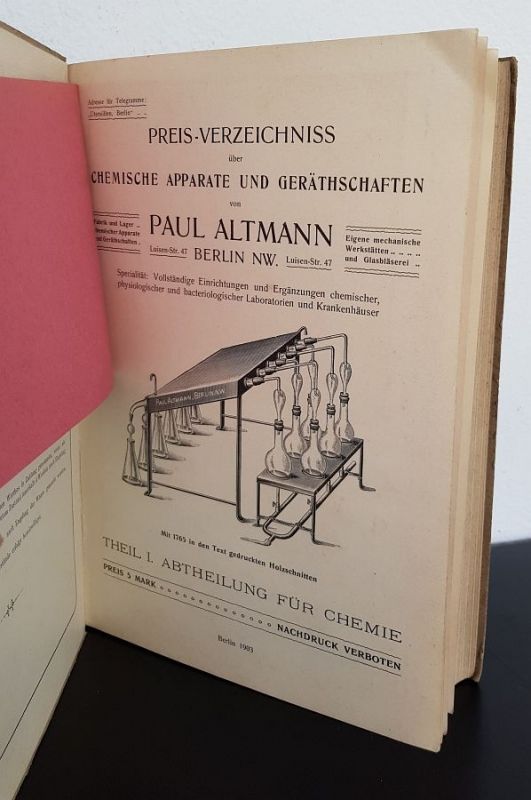 Adresse für Telegramme:
"Utensilien, Berlin"
PREIS-VERZEICHNISS
über
CHEMISCHE APPARATE UND GERÄTHSCHAFTEN
von
Fabrik und Lager
chemischer Apparate
und Geräthschaften
PAUL ALTMANN
Luisen-Str. 47 BERLIN NW. Luisen-Str. 47
Eigene mechanische
Werkstätten
und Glasbläserei
Specialität: Vollständige Einrichtungen und Ergänzungen chemischer,
physiologischer und bacteriologischer Laboratorien und Krankenhäuser
PAUL ALTMANN, BERLIN N.W.
Mit 1765 in den Text gedruckten Holzschnitten
THEIL I. ABTHEILUNG FÜR CHEMIE
PREIS 5 MARK NACHDRUCK VERBOTEN
Berlin 1903